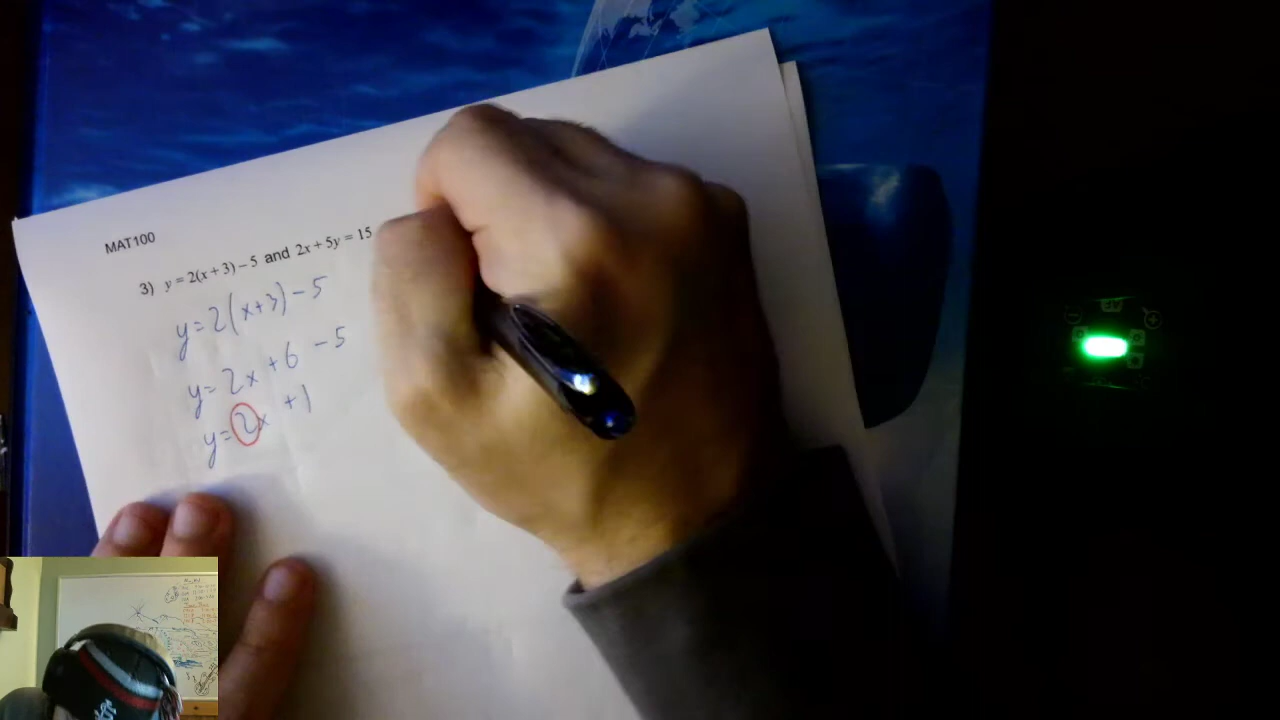 MAT100
3) y = 2(x + 3) – 5 and 2x + 5y = 15
y=2(x+3)-5
y=2x +6 -5
y=2x +1